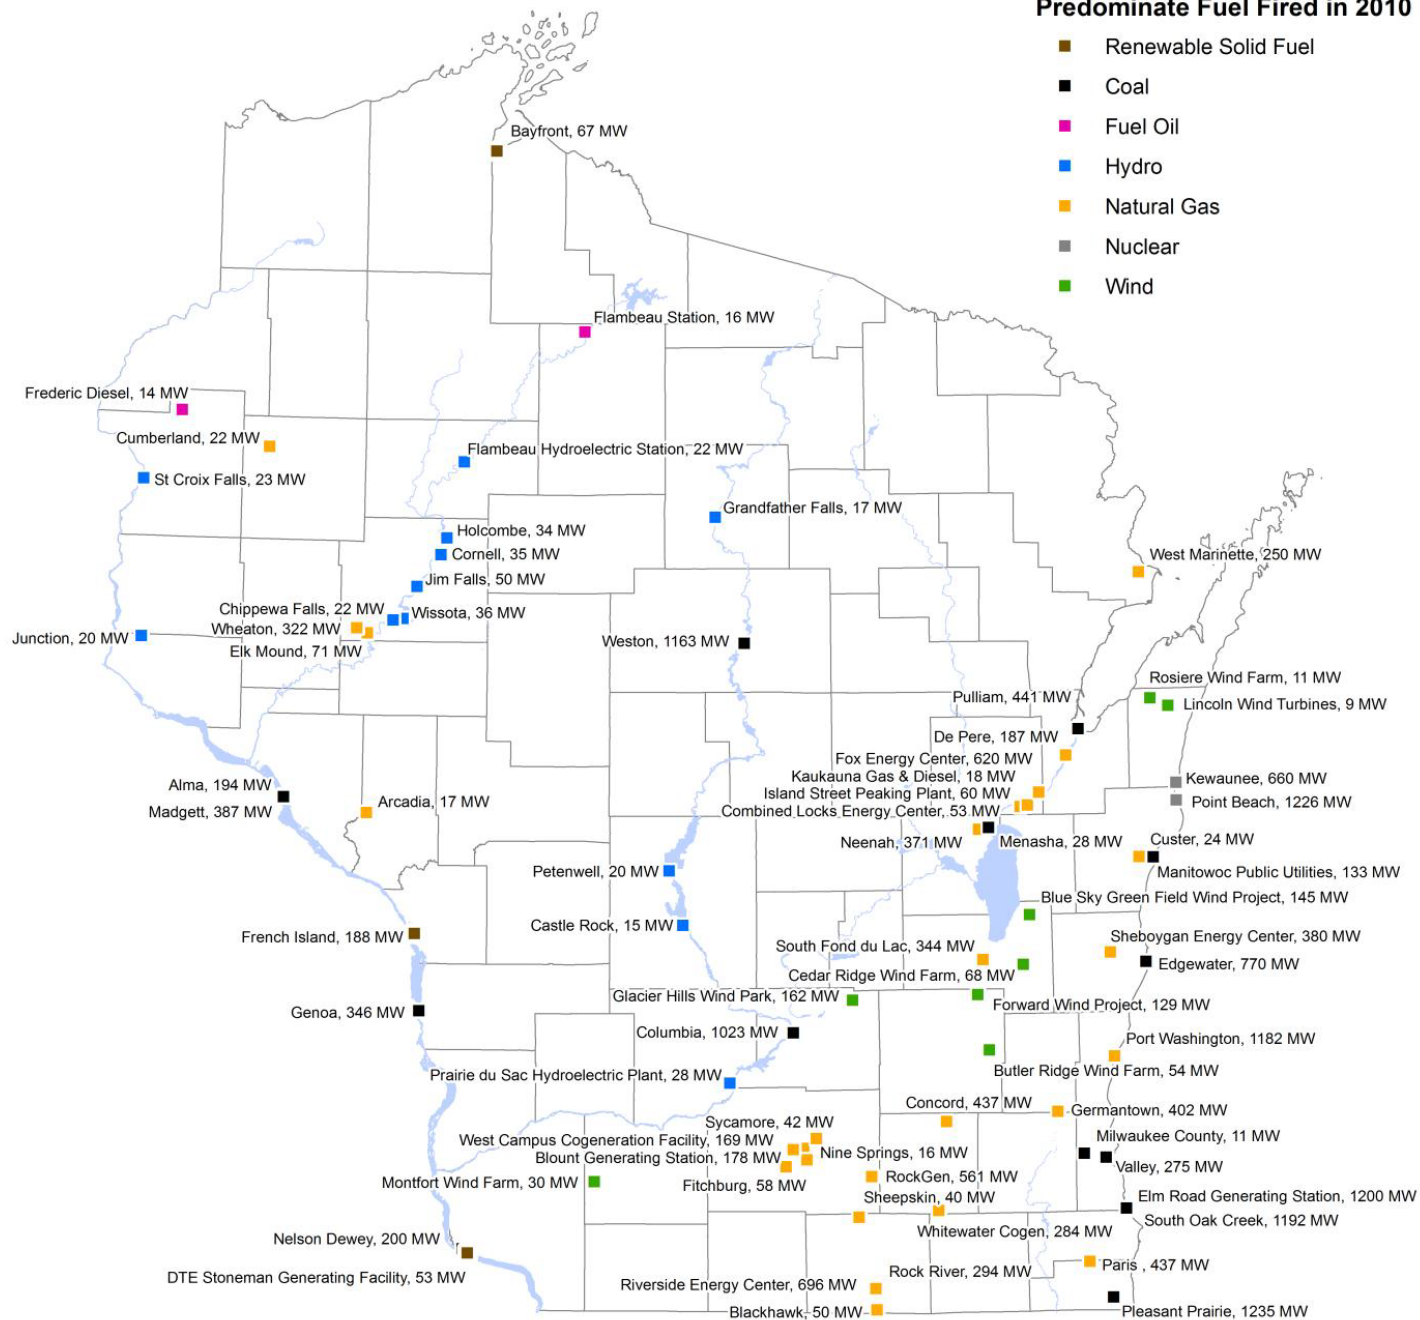 Predominate Fuel Fired in 2010
Renewable Solid Fuel
Coal
Fuel Oil
Hydro
Natural Gas
Nuclear
Wind
Bayfront, 67 MW
Flambeau Station, 16 MW
Frederic Diesel, 14 MW
Cumberland, 22 MW
Flambeau Hydroelectric Station, 22 MW
St Croix Falls, 23 MW
Grandfather Falls, 17 MW
Holcombe, 34 MW
Cornell, 35 MW
West Marinette, 250 MW
Jim Falls, 50 MW
Chippewa Falls, 22 MW
Wissota, 36 MW
Wheaton, 322 MW
Junction, 20 MW
Elk Mound, 71 MW
Weston, 1163 MW
Rosiere Wind Farm, 11 MW
Pulliam, 441 MW
Lincoln Wind Turbines, 9 MW
De Pere, 187 MW
Fox Energy Center, 620 MW
Kaukauna Gas & Diesel, 18 MW
Kewaunee, 660 MW
Alma, 194 MW
Island Street Peaking Plant, 60 MW
Arcadia, 17 MW
Point Beach, 1226 MW
Madgett, 387 MW
Combined Locks Energy Center, 53 MW
Neenah, 371 MW
Menasha, 28 MW
Custer, 24 MW
Petenwell, 20 MW
Manitowoc Public Utilities, 133 MW
Blue Sky Green Field Wind Project, 145 MW
Castle Rock, 15 MW
French Island, 188 MW
Sheboygan Energy Center, 380 MW
South Fond du Lac, 344 MW
Edgewater, 770 MW
Cedar Ridge Wind Farm, 68 MW
Glacier Hills Wind Park, 162 MW
Forward Wind Project, 129 MW
Genoa, 346 MW
Columbia, 1023 MW
Port Washington, 1182 MW
Butler Ridge Wind Farm, 54 MW
Prairie du Sac Hydroelectric Plant, 28 MW
Concord, 437 MW
Germantown, 402 MW
Sycamore, 42 MW
Milwaukee County, 11 MW
West Campus Cogeneration Facility, 169 MW
Nine Springs, 16 MW
Blount Generating Station, 178 MW
Valley, 275 MW
RockGen, 561 MW
Montfort Wind Farm, 30 MW
Fitchburg, 58 MW
Sheepskin, 40 MW
Elm Road Generating Station, 1200 MW
South Oak Creek, 1192 MW
Whitewater Cogen, 284 MW
Nelson Dewey, 200 MW
Paris , 437 MW
Rock River, 294 MW
DTE Stoneman Generating Facility, 53 MW
Riverside Energy Center, 696 MW
Blackhawk, 50 MW
Pleasant Prairie, 1235 MW